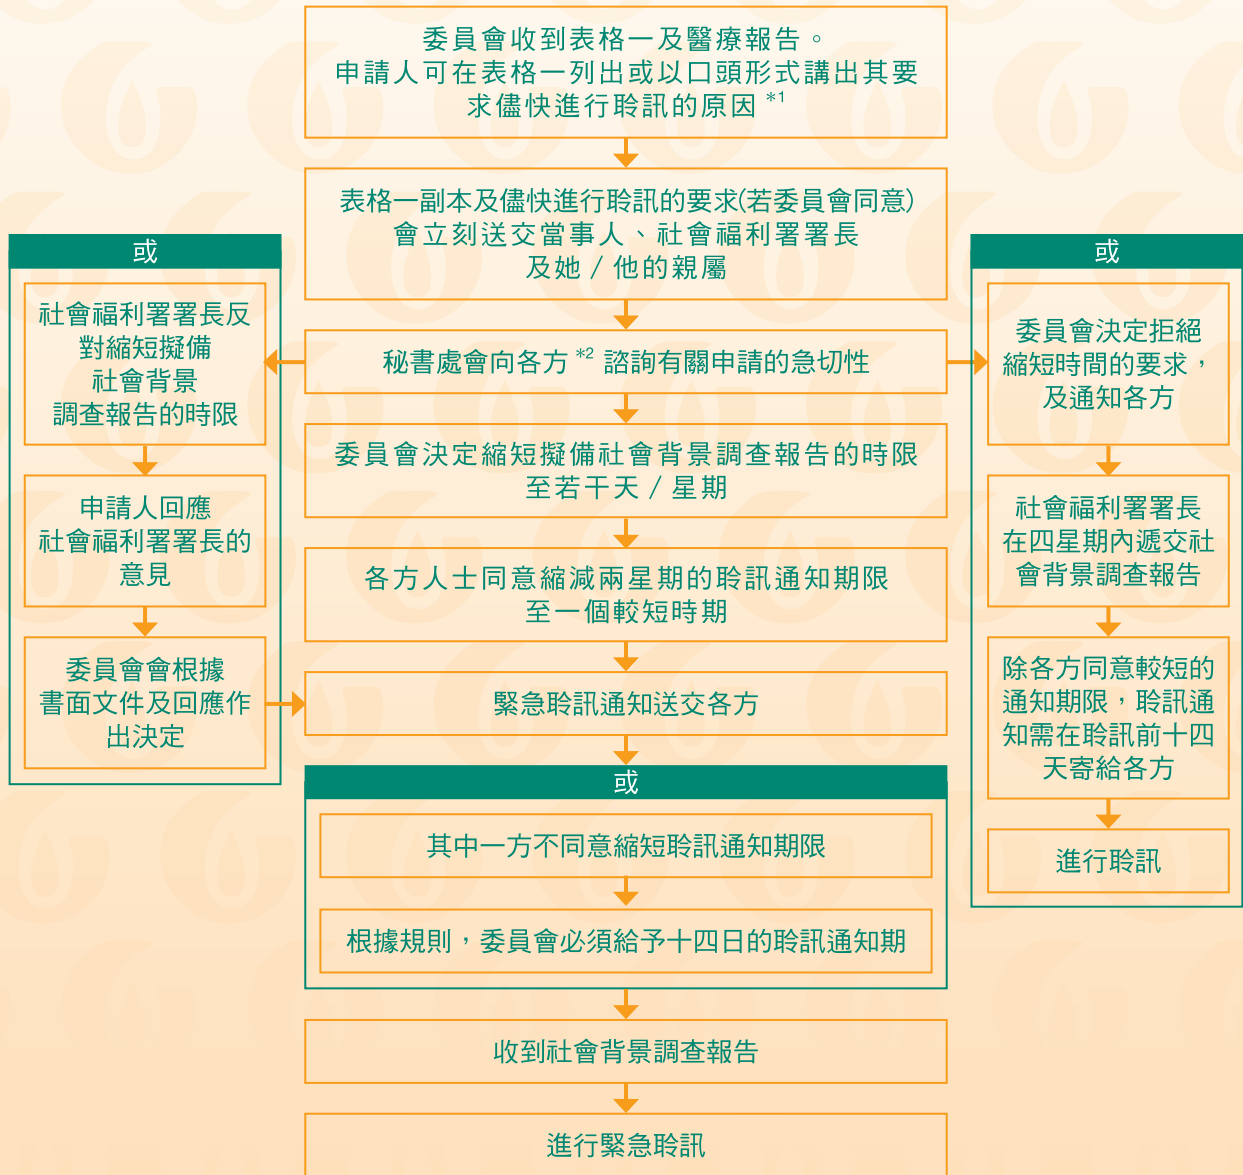 委員會收到表格一及醫療報告。
申請人可在表格一列出或以口頭形式講出其要
求儘快進行聆訊的原因 *1
表格一副本及儘快進行聆訊的要求(若委員會同意)
會立刻送交當事人、社會福利署署長
及她／他的親屬
秘書處會向各方 *2 諮詢有關申請的急切性
委員會決定縮短擬備社會背景調查報告的時限
至若干天／星期
各方人士同意縮減兩星期的聆訊通知期限
至一個較短時期
緊急聆訊通知送交各方
或
其中一方不同意縮短聆訊通知期限
根據規則，委員會必須給予十四日的聆訊通知期
收到社會背景調查報告
進行緊急聆訊
或
社會福利署署長反
對縮短擬備
社會背景
調查報告的時限
申請人回應
社會福利署署長的
意見
委員會會根據
書面文件及回應作
出決定
或
委員會決定拒絕
縮短時間的要求，
及通知各方
社會福利署署長
在四星期內遞交社
會背景調查報告
除各方同意較短的
通知期限，聆訊通
知需在聆訊前十四
天寄給各方
進行聆訊